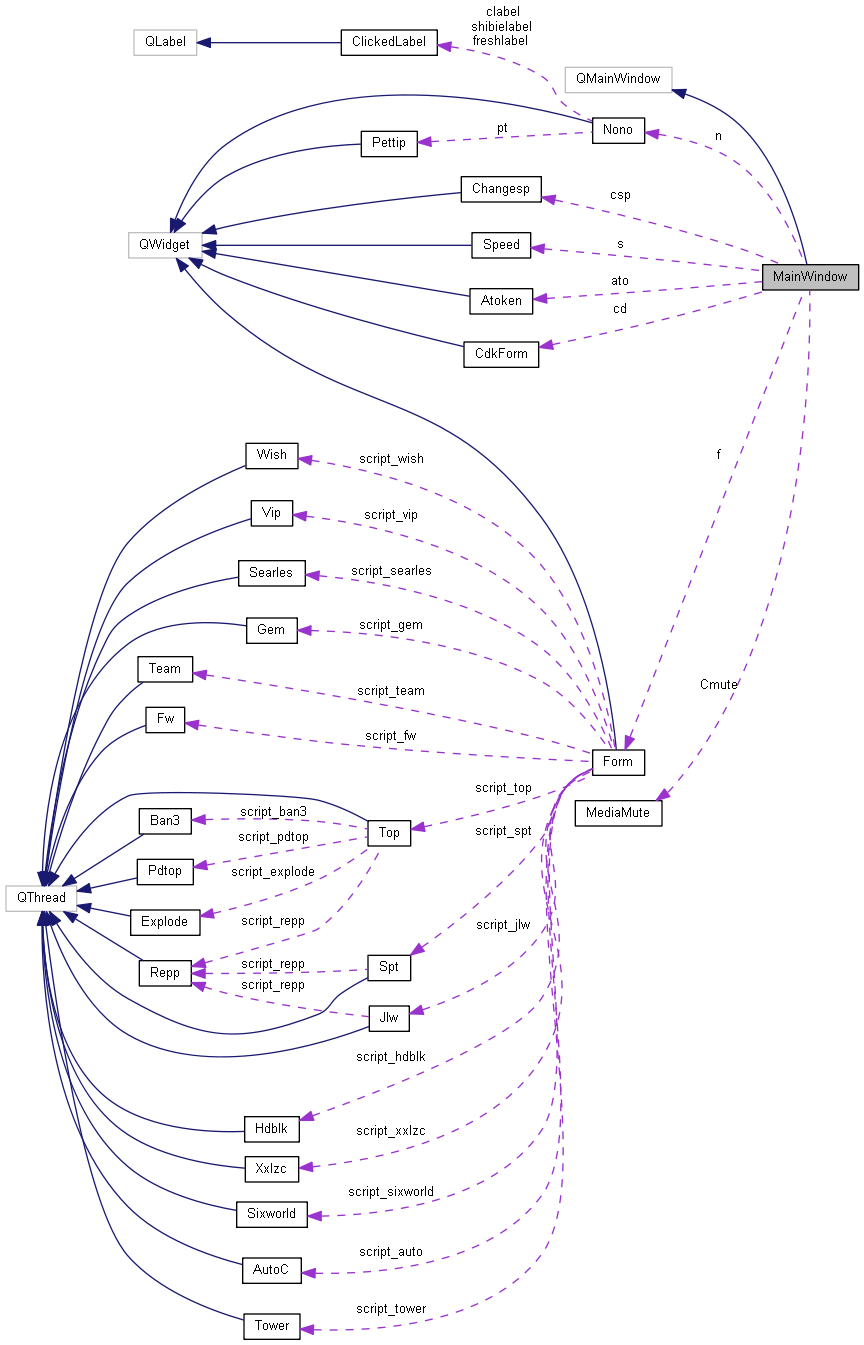 clabel
shibielabel
freshlabel
QLabel
ClickedLabel
QMainWindow
Nono
n
pt
Pettip
Changesp
csp
QWidget
Speed
s
MainWindow
ato
Atoken
cd
CdkForm
Wish
script_wish
f
Vip
script_vip
Searles
script_searles
Gem
script_gem
Team
script_team
Cmute
Fw
script_fw
Form
script_top
Ban3
script_ban3
Top
MediaMute
script_pdtop
script_spt
Pdtop
script_explode
QThread
Explode
script_repp
script_jlw
Repp
script_repp
Spt
script_repp
Jlw
script_hdblk
Hdblk
script_xxlzc
Xxlzc
script_sixworld
Sixworld
script_auto
AutoC
script_tower
Tower